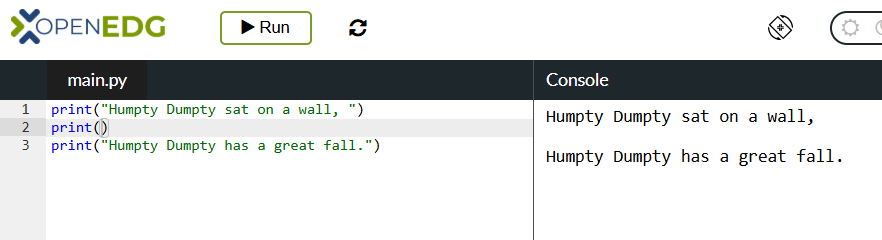 OPENEDG
Run
main.py
Console
1 print("Humpty Dumpty sat on a wall, ")
2 print()
3 print("Humpty Dumpty has a great fall.")
Humpty Dumpty sat on a wall,
Humpty Dumpty has a great fall.